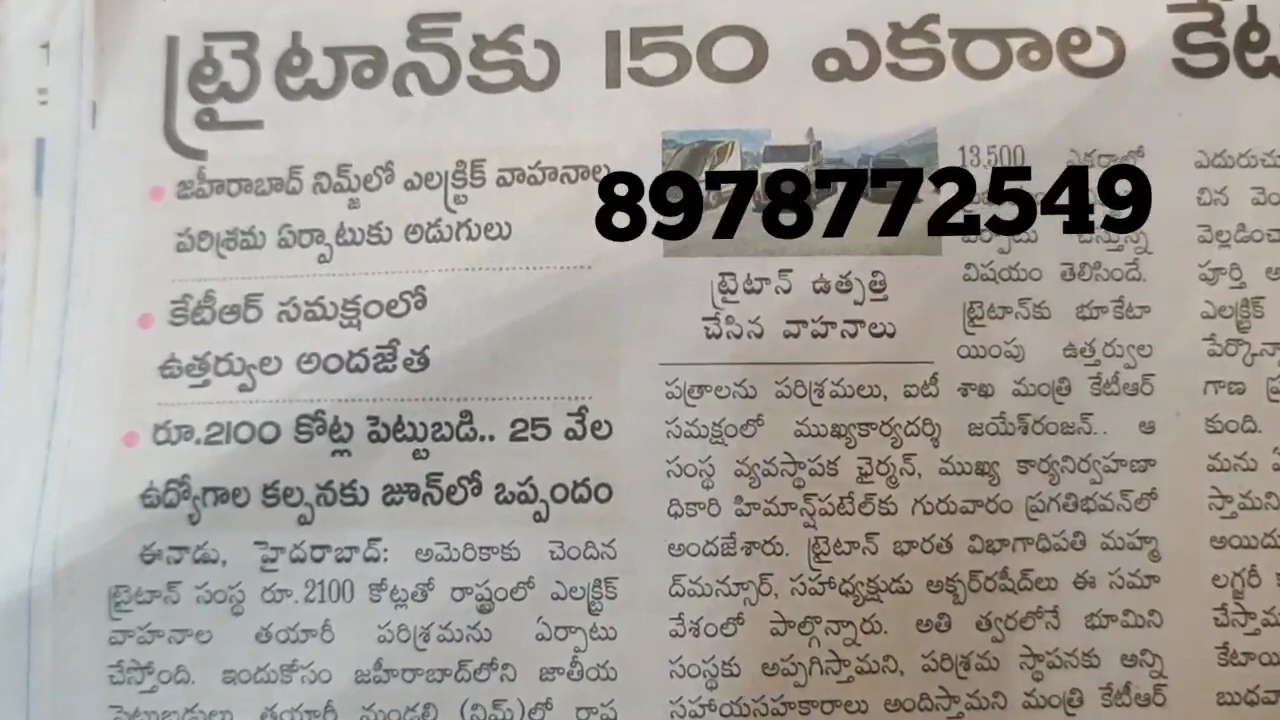 ట్రైటాన్‌కు 150 ఎకరాల
జహీరాబాద్ నిమ్జ్‌లో ఎలక్ట్రిక్ వాహనాల
పరిశ్రమ ఏర్పాటుకు అడుగులు
కేటీఆర్ సమక్షంలో
ఉత్తర్వుల అందజేత
రూ.2100 కోట్ల పెట్టుబడి.. 25 వేల
ఉద్యోగాల కల్పనకు జూన్‌లో ఒప్పందం
ఈనాడు, హైదరాబాద్: అమెరికాకు చెందిన
ట్రైటాన్ సంస్థ రూ.2100 కోట్లతో రాష్ట్రంలో ఎలక్ట్రిక్
వాహనాల తయారీ పరిశ్రమను ఏర్పాటు
చేస్తోంది. ఇందుకోసం జహీరాబాద్‌లోని జాతీయ
పెట్టుబడులు తయారీ మండలి (నిమ్జ్)లో రాష్ట్ర
8978772549
ట్రైటాన్ ఉత్పత్తి
చేసిన వాహనాలు
13,500 ఎకరాల్లో
ఏర్పాటు చేస్తున్న
విషయం తెలిసిందే.
ట్రైటాన్‌కు భూకేటా
యింపు ఉత్తర్వుల
పత్రాలను పరిశ్రమలు, ఐటీ శాఖ మంత్రి కేటీఆర్
సమక్షంలో ముఖ్యకార్యదర్శి జయేశ్‌రంజన్.. ఆ
సంస్థ వ్యవస్థాపక ఛైర్మన్, ముఖ్య కార్యనిర్వహణా
ధికారి హిమాన్ష్‌పటేల్‌కు గురువారం ప్రగతిభవన్‌లో
అందజేశారు. ట్రైటాన్ భారత విభాగాధిపతి మహ్మ
ద్‌మన్సూర్, సహాధ్యక్షుడు అక్బర్‌రషీద్‌లు ఈ సమా
వేశంలో పాల్గొన్నారు. అతి త్వరలోనే భూమిని
సంస్థకు అప్పగిస్తామని, పరిశ్రమ స్థాపనకు అన్ని
సహాయసహకారాలు అందిస్తామని మంత్రి కేటీఆర్
ఎదురుచు
చిన
వెల్లడించా
పూర్తి
ఎలక్ట్రిక్
పేర్కొన్నా
గాణ
కుంది.
మను
స్తామని
అయిదు
లగ్జరీ
చేస్తామ
కేటాయి
బుధవా